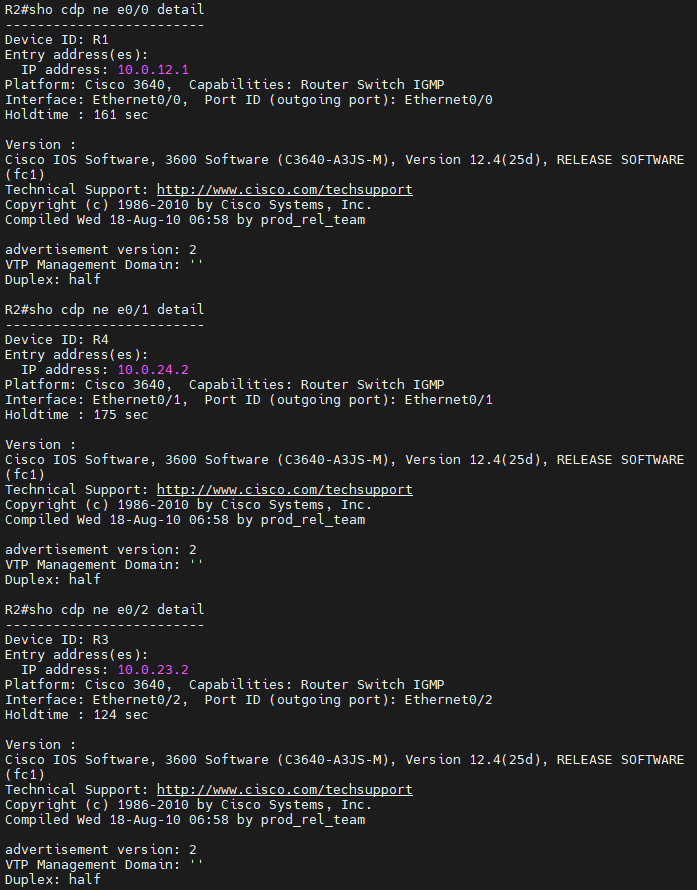 R2#sho cdp ne e0/0 detail
-------------------------
Device ID: R1
Entry address(es):
  IP address: 10.0.12.1
Platform: Cisco 3640,  Capabilities: Router Switch IGMP
Interface: Ethernet0/0,  Port ID (outgoing port): Ethernet0/0
Holdtime : 161 sec

Version :
Cisco IOS Software, 3600 Software (C3640-A3JS-M), Version 12.4(25d), RELEASE SOFTWARE
(fc1)
Technical Support: http://www.cisco.com/techsupport
Copyright (c) 1986-2010 by Cisco Systems, Inc.
Compiled Wed 18-Aug-10 06:58 by prod_rel_team

advertisement version: 2
VTP Management Domain: ''
Duplex: half

R2#sho cdp ne e0/1 detail
-------------------------
Device ID: R4
Entry address(es):
  IP address: 10.0.24.2
Platform: Cisco 3640,  Capabilities: Router Switch IGMP
Interface: Ethernet0/1,  Port ID (outgoing port): Ethernet0/1
Holdtime : 175 sec

Version :
Cisco IOS Software, 3600 Software (C3640-A3JS-M), Version 12.4(25d), RELEASE SOFTWARE
(fc1)
Technical Support: http://www.cisco.com/techsupport
Copyright (c) 1986-2010 by Cisco Systems, Inc.
Compiled Wed 18-Aug-10 06:58 by prod_rel_team

advertisement version: 2
VTP Management Domain: ''
Duplex: half

R2#sho cdp ne e0/2 detail
-------------------------
Device ID: R3
Entry address(es):
  IP address: 10.0.23.2
Platform: Cisco 3640,  Capabilities: Router Switch IGMP
Interface: Ethernet0/2,  Port ID (outgoing port): Ethernet0/2
Holdtime : 124 sec

Version :
Cisco IOS Software, 3600 Software (C3640-A3JS-M), Version 12.4(25d), RELEASE SOFTWARE
(fc1)
Technical Support: http://www.cisco.com/techsupport
Copyright (c) 1986-2010 by Cisco Systems, Inc.
Compiled Wed 18-Aug-10 06:58 by prod_rel_team

advertisement version: 2
VTP Management Domain: ''
Duplex: half